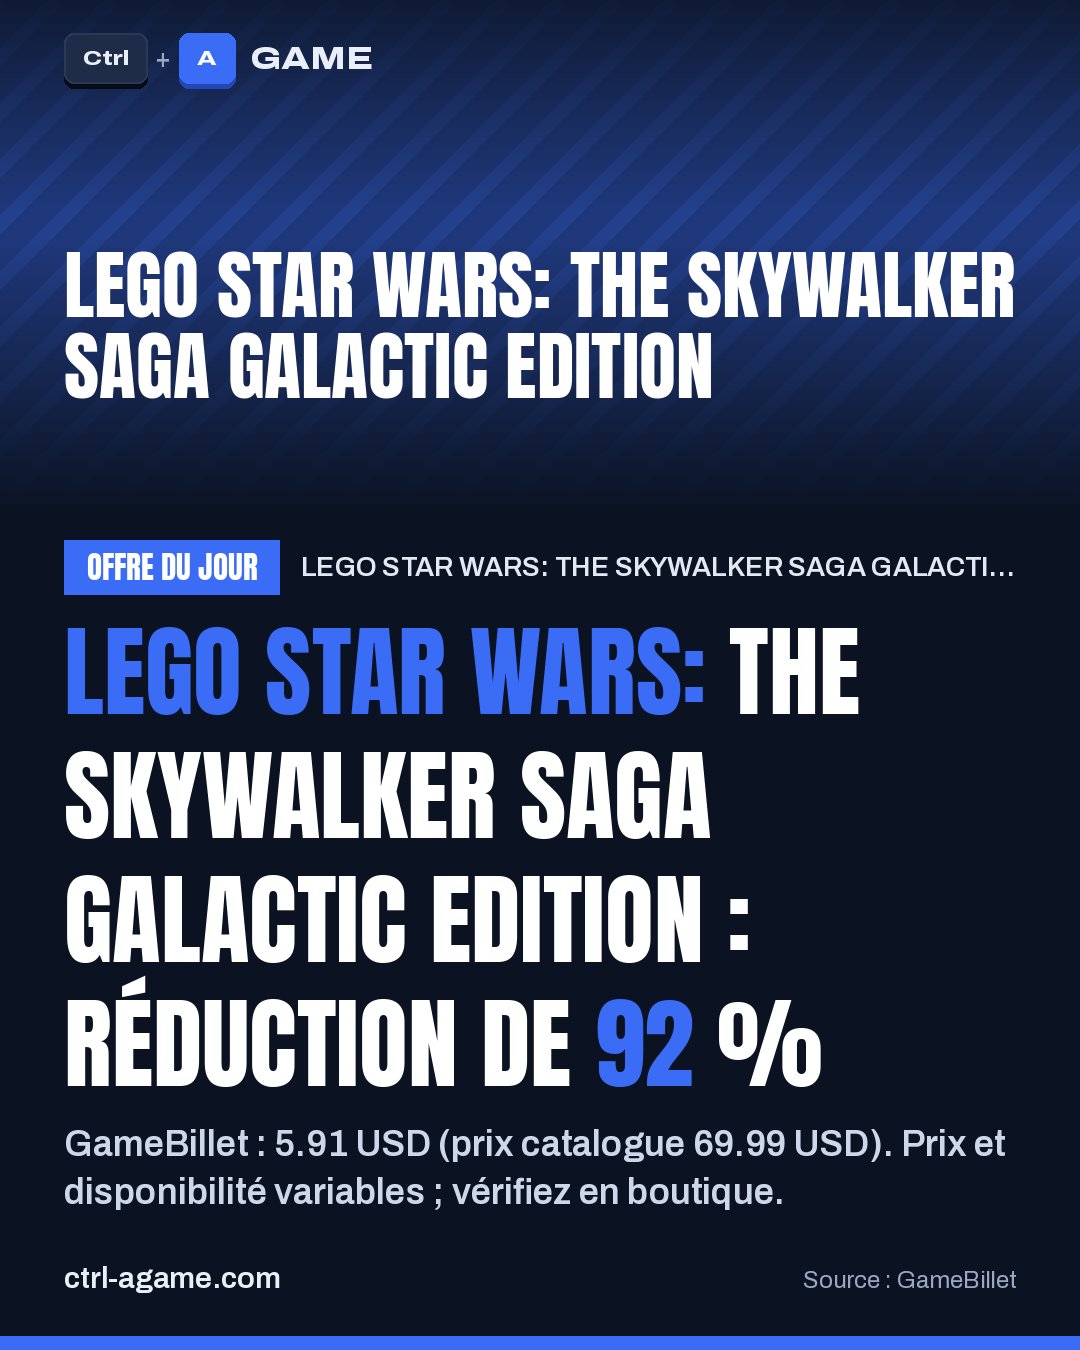 Ctrl + A GAME
LEGO STAR WARS: THE SKYWALKER
SAGA GALACTIC EDITION
OFFRE DU JOUR LEGO STAR WARS: THE SKYWALKER SAGA GALACTI...
LEGO STAR WARS: THE
SKYWALKER SAGA
GALACTIC EDITION :
RÉDUCTION DE 92 %
GameBillet : 5.91 USD (prix catalogue 69.99 USD). Prix et
disponibilité variables ; vérifiez en boutique.
ctrl-agame.com Source : GameBillet